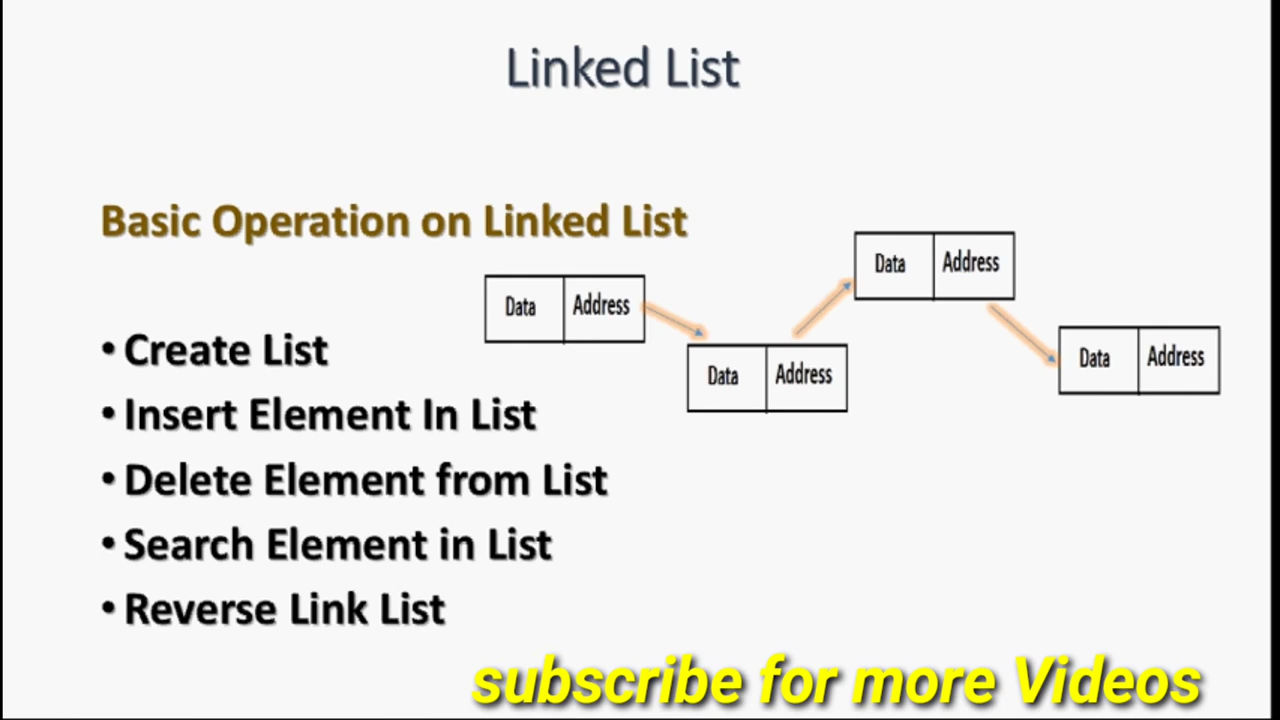 Linked List
Basic Operation on Linked List
Data Address
Data Address
Data Address
Data Address
• Create List
• Insert Element In List
• Delete Element from List
• Search Element in List
• Reverse Link List
subscribe for more Videos